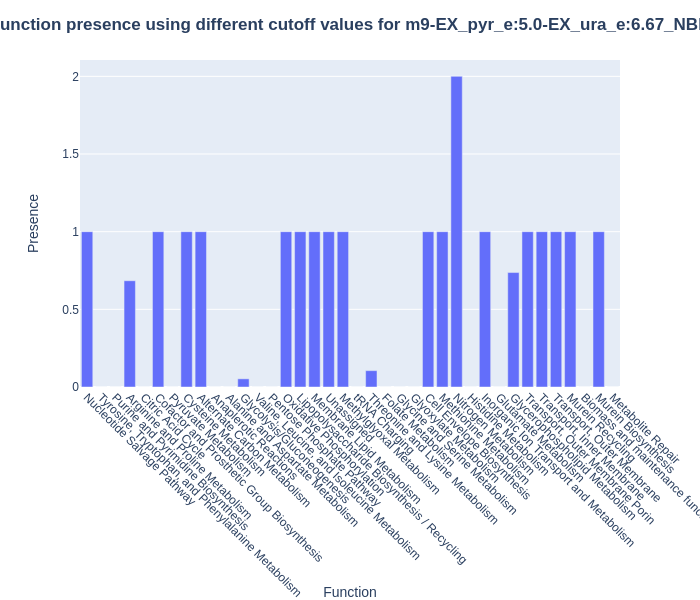 unction presence using different cutoff values for m9-EX_pyr_e:5.0-EX_ura_e:6.67_NB
Presence
2
1.5
1
0.5
0
Nucleotide Salvage Pathway
Tyrosine, Tryptophan, and Phenylalanine Metabolism
Purine and Pyrimidine Biosynthesis
Arginine and Proline Metabolism
Citric Acid Cycle
Cofactor and Prosthetic Group Biosynthesis
Pyruvate Metabolism
Cysteine Metabolism
Alternate Carbon Metabolism
Anaplerotic Reactions
Alanine and Aspartate Metabolism
Glycolysis/Gluconeogenesis
Valine, Leucine, and Isoleucine Metabolism
Pentose Phosphate Pathway
Oxidative Phosphorylation
Lipopolysaccharide Biosynthesis / Recycling
Membrane Lipid Metabolism
Unassigned
Methylglyoxal Metabolism
tRNA Charging
Threonine and Lysine Metabolism
Folate Metabolism
Glycine and Serine Metabolism
Glyoxylate Metabolism
Cell Envelope Biosynthesis
Methionine Metabolism
Nitrogen Metabolism
Histidine Metabolism
Inorganic Ion Transport and Metabolism
Glutamate Metabolism
Glycerophospholipid Metabolism
Transport, Outer Membrane Porin
Transport, Inner Membrane
Transport, Outer Membrane
Murein Recycling
Biomass and maintenance func
Murein Biosynthesis
Metabolite Repair
Function